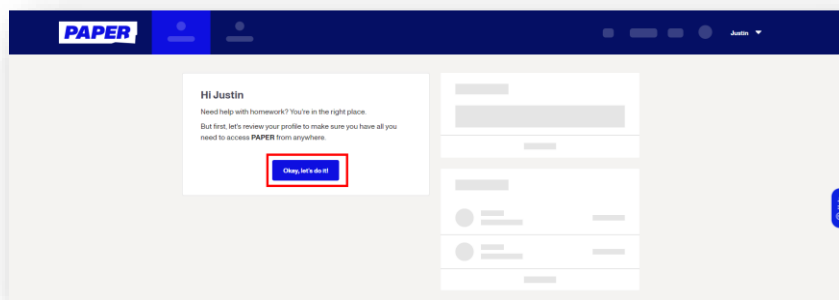 PAPER
Justin
Hi Justin
Need help with homework? You're in the right place.
But first, let's review your profile to make sure you have all you
need to access PAPER from anywhere.
Okay, let's do it!